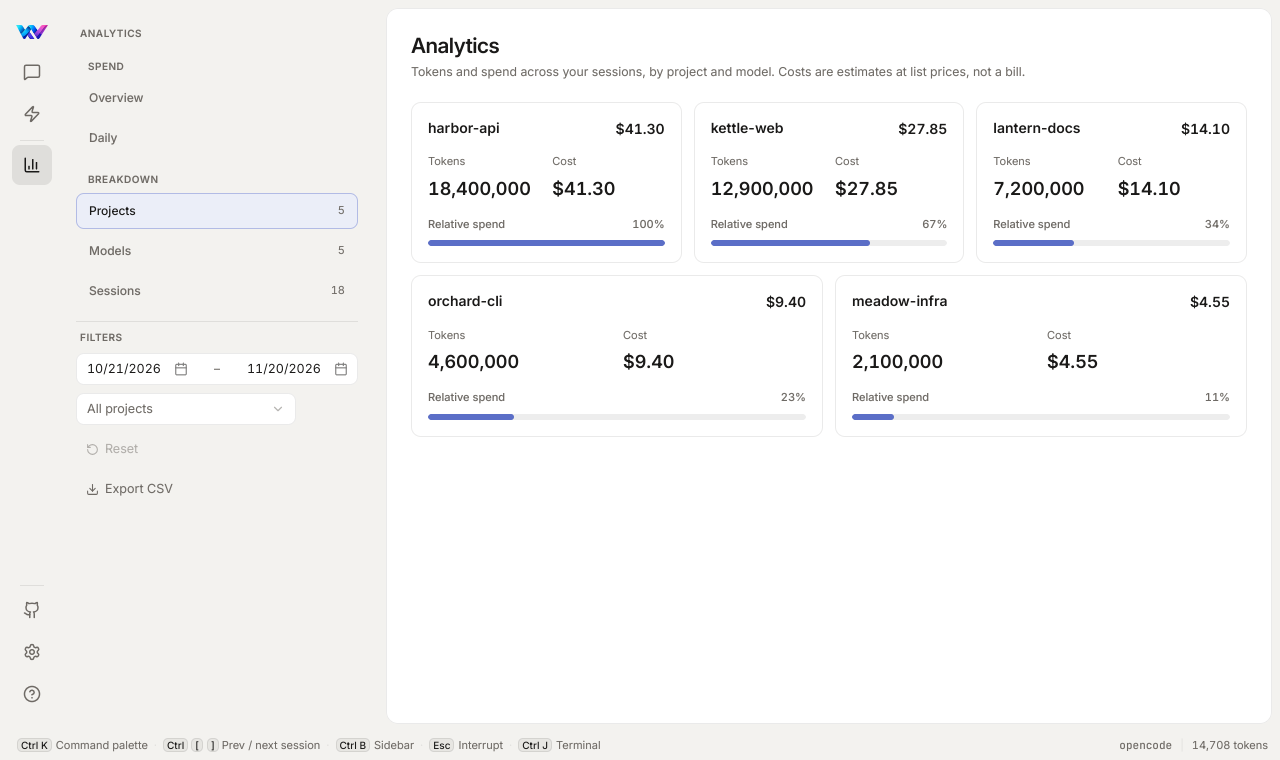 ANALYTICS
SPEND
Overview
Daily
BREAKDOWN
Projects 5
Models 5
Sessions 18
FILTERS
10/21/2026 – 11/20/2026
All projects
Reset
Export CSV
Analytics
Tokens and spend across your sessions, by project and model. Costs are estimates at list prices, not a bill.
harbor-api $41.30
Tokens Cost
18,400,000 $41.30
Relative spend 100%
kettle-web $27.85
Tokens Cost
12,900,000 $27.85
Relative spend 67%
lantern-docs $14.10
Tokens Cost
7,200,000 $14.10
Relative spend 34%
orchard-cli $9.40
Tokens Cost
4,600,000 $9.40
Relative spend 23%
meadow-infra $4.55
Tokens Cost
2,100,000 $4.55
Relative spend 11%
Ctrl K Command palette Ctrl [ ] Prev / next session Ctrl B Sidebar Esc Interrupt Ctrl J Terminal opencode 14,708 tokens